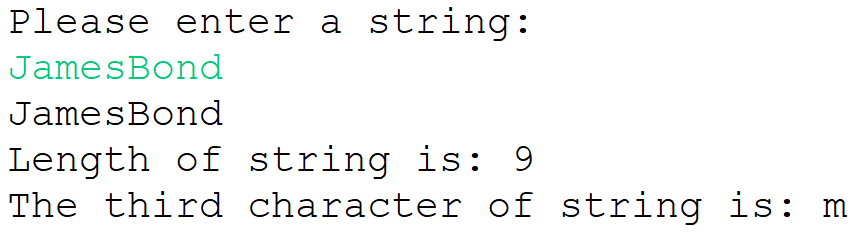 Please enter a string:
JamesBond
JamesBond
Length of string is: 9
The third character of string is: m